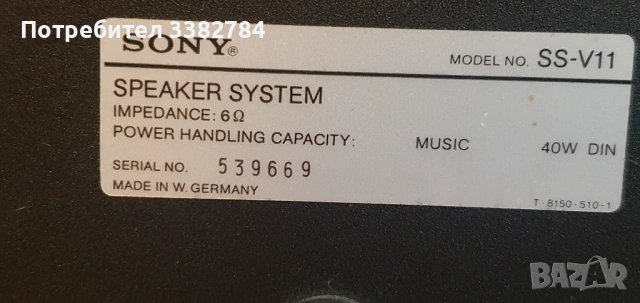 Потребител 3382784
SONY®
MODEL NO. SS-V11
SPEAKER SYSTEM
IMPEDANCE: 6Ω
POWER HANDLING CAPACITY: MUSIC 40W DIN
SERIAL NO. 539669
MADE IN W. GERMANY
T-8150-510-1
BAZAR